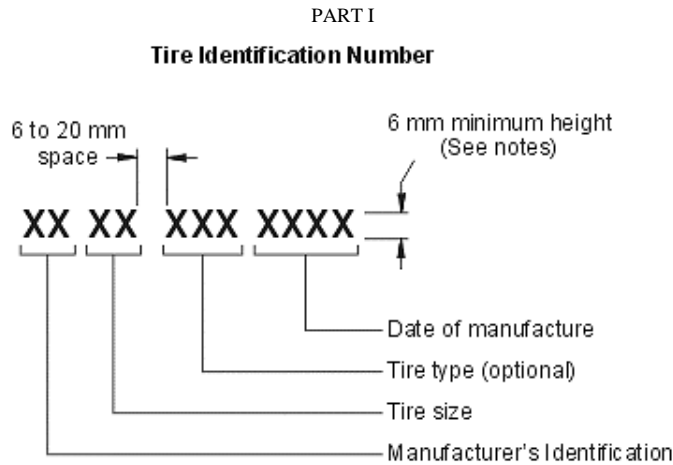 PART I
Tire Identification Number
6 to 20 mm
space
6 mm minimum height
(See notes)
XX XX XXX XXXX
Date of manufacture
Tire type (optional)
Tire size
Manufacturer's Identification